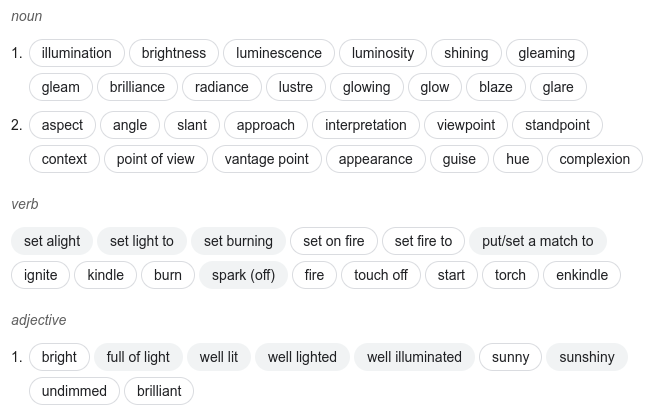 noun
1. illumination brightness luminescence luminosity shining gleaming
gleam brilliance radiance lustre glowing glow blaze glare
2. aspect angle slant approach interpretation viewpoint standpoint
context point of view vantage point appearance guise hue complexion
verb
set alight set light to set burning set on fire set fire to put/set a match to
ignite kindle burn spark (off) fire touch off start torch enkindle
adjective
1. bright full of light well lit well lighted well illuminated sunny sunshiny
undimmed brilliant